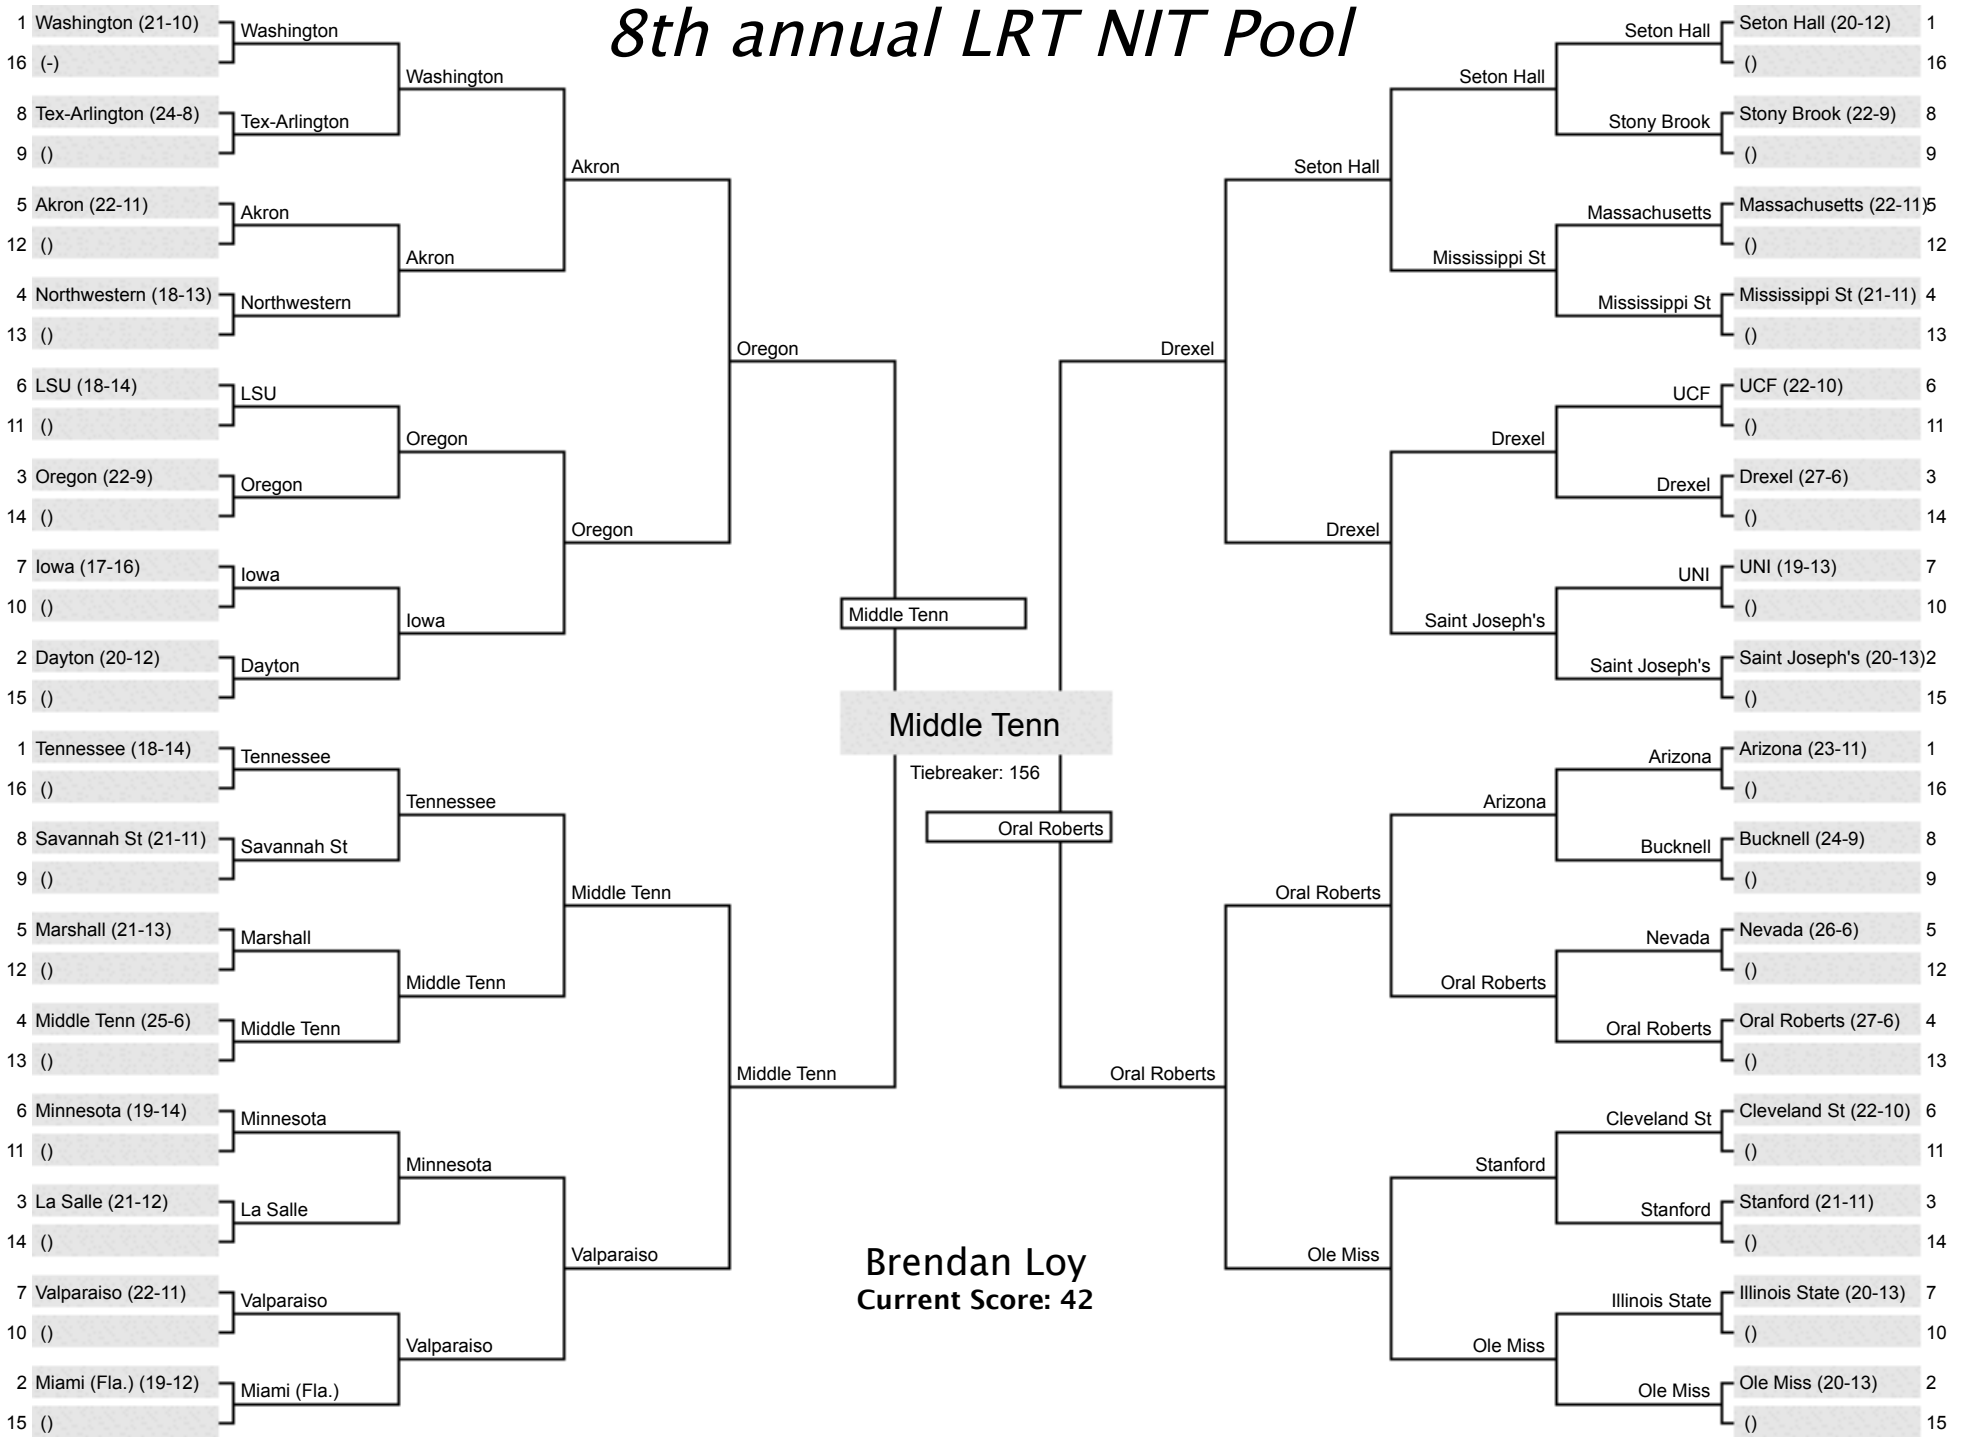 8th annual LRT NIT Pool
1 Washington (21-10)
16 (-)
8 Tex-Arlington (24-8)
9 ()
5 Akron (22-11)
12 ()
4 Northwestern (18-13)
13 ()
6 LSU (18-14)
11 ()
3 Oregon (22-9)
14 ()
7 Iowa (17-16)
10 ()
2 Dayton (20-12)
15 ()
1 Tennessee (18-14)
16 ()
8 Savannah St (21-11)
9 ()
5 Marshall (21-13)
12 ()
4 Middle Tenn (25-6)
13 ()
6 Minnesota (19-14)
11 ()
3 La Salle (21-12)
14 ()
7 Valparaiso (22-11)
10 ()
2 Miami (Fla.) (19-12)
15 ()
Washington
Tex-Arlington
Akron
Northwestern
LSU
Oregon
Iowa
Dayton
Tennessee
Savannah St
Marshall
Middle Tenn
Minnesota
La Salle
Valparaiso
Miami (Fla.)
Washington
Akron
Oregon
Iowa
Tennessee
Middle Tenn
Minnesota
Valparaiso
Akron
Oregon
Middle Tenn
Valparaiso
Oregon
Middle Tenn
Middle Tenn
Middle Tenn
Tiebreaker: 156
Oral Roberts
Brendan Loy
Current Score: 42
Drexel
Oral Roberts
Seton Hall
Drexel
Oral Roberts
Ole Miss
Seton Hall
Mississippi St
Drexel
Saint Joseph's
Arizona
Oral Roberts
Stanford
Ole Miss
Seton Hall
Stony Brook
Massachusetts
Mississippi St
UCF
Drexel
UNI
Saint Joseph's
Arizona
Bucknell
Nevada
Oral Roberts
Cleveland St
Stanford
Illinois State
Ole Miss
Seton Hall (20-12) 1
() 16
Stony Brook (22-9) 8
() 9
Massachusetts (22-11) 5
() 12
Mississippi St (21-11) 4
() 13
UCF (22-10) 6
() 11
Drexel (27-6) 3
() 14
UNI (19-13) 7
() 10
Saint Joseph's (20-13) 2
() 15
Arizona (23-11) 1
() 16
Bucknell (24-9) 8
() 9
Nevada (26-6) 5
() 12
Oral Roberts (27-6) 4
() 13
Cleveland St (22-10) 6
() 11
Stanford (21-11) 3
() 14
Illinois State (20-13) 7
() 10
Ole Miss (20-13) 2
() 15